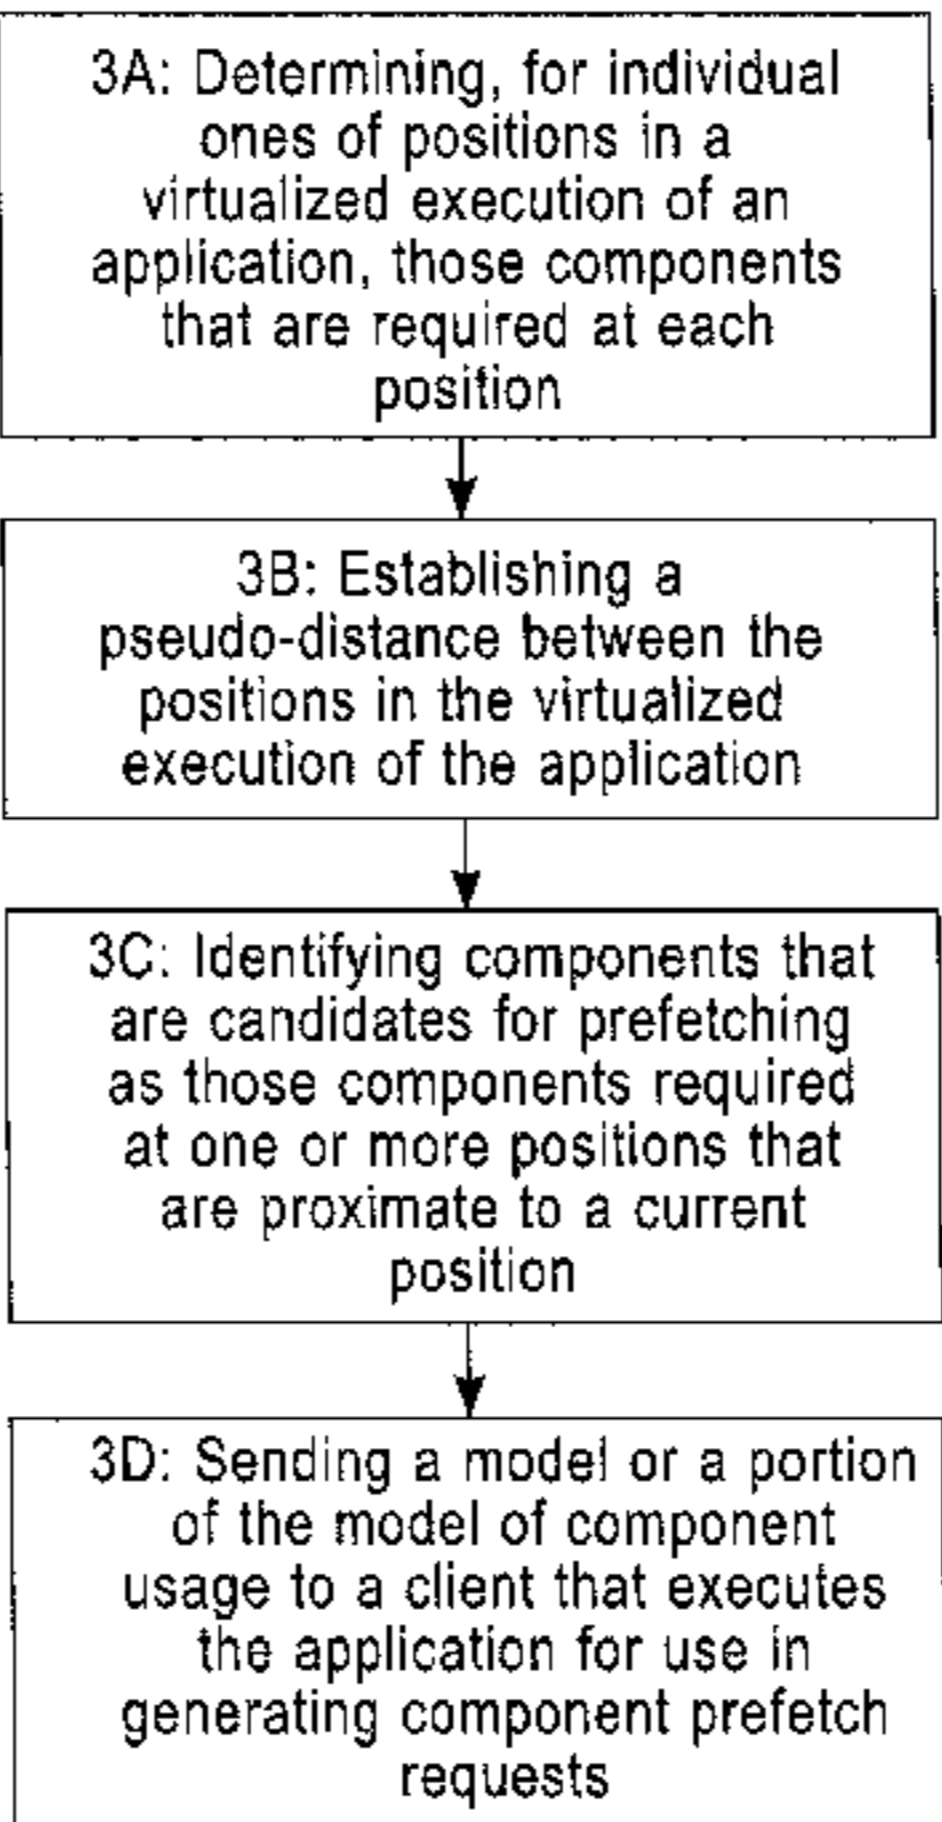 3A: Determining, for individual
ones of positions in a
virtualized execution of an
application, those components
that are required at each
position
3B: Establishing a
pseudo-distance between the
positions in the virtualized
execution of the application
3C: Identifying components that
are candidates for prefetching
as those components required
at one or more positions that
are proximate to a current
position
3D: Sending a model or a portion
of the model of component
usage to a client that executes
the application for use in
generating component prefetch
requests